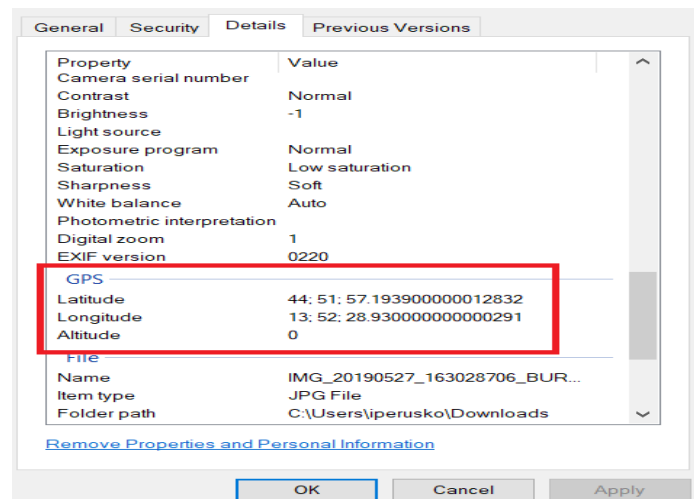 General Security Details Previous Versions
Property Value
Camera serial number
Contrast Normal
Brightness -1
Light source
Exposure program Normal
Saturation Low saturation
Sharpness Soft
White balance Auto
Photometric interpretation
Digital zoom 1
EXIF version 0220
GPS
Latitude 44; 51; 57.193900000012832
Longitude 13; 52; 28.930000000000291
Altitude 0
File
Name IMG_20190527_163028706_BUR...
Item type JPG File
Folder path C:\Users\iperusko\Downloads
Remove Properties and Personal Information
OK Cancel Apply